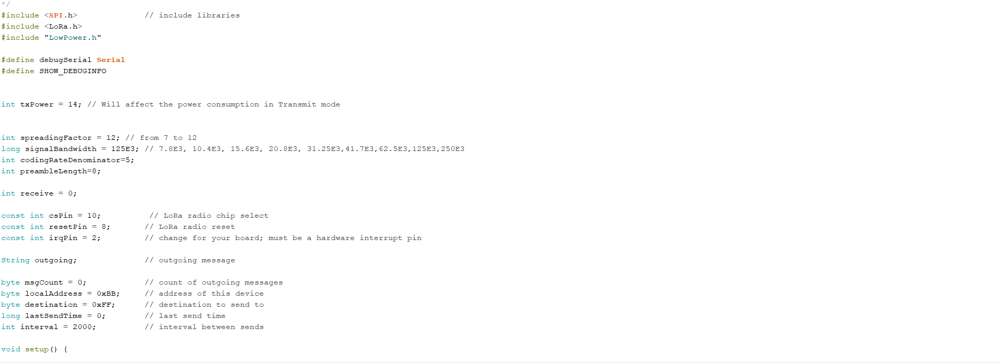 */
#include <SPI.h>              // include libraries
#include <LoRa.h>
#include "LowPower.h"
#define debugSerial Serial
#define SHOW_DEBUGINFO
int txPower = 14; // Will affect the power consumption in Transmit mode
int spreadingFactor = 12; // from 7 to 12
long signalBandwidth = 125E3; // 7.8E3, 10.4E3, 15.6E3, 20.8E3, 31.25E3,41.7E3,62.5E3,125E3,250E3
int codingRateDenominator=5;
int preambleLength=8;
int receive = 0;
const int csPin = 10;          // LoRa radio chip select
const int resetPin = 8;       // LoRa radio reset
const int irqPin = 2;         // change for your board; must be a hardware interrupt pin
String outgoing;              // outgoing message
byte msgCount = 0;            // count of outgoing messages
byte localAddress = 0xBB;     // address of this device
byte destination = 0xFF;      // destination to send to
long lastSendTime = 0;        // last send time
int interval = 2000;          // interval between sends
void setup() {